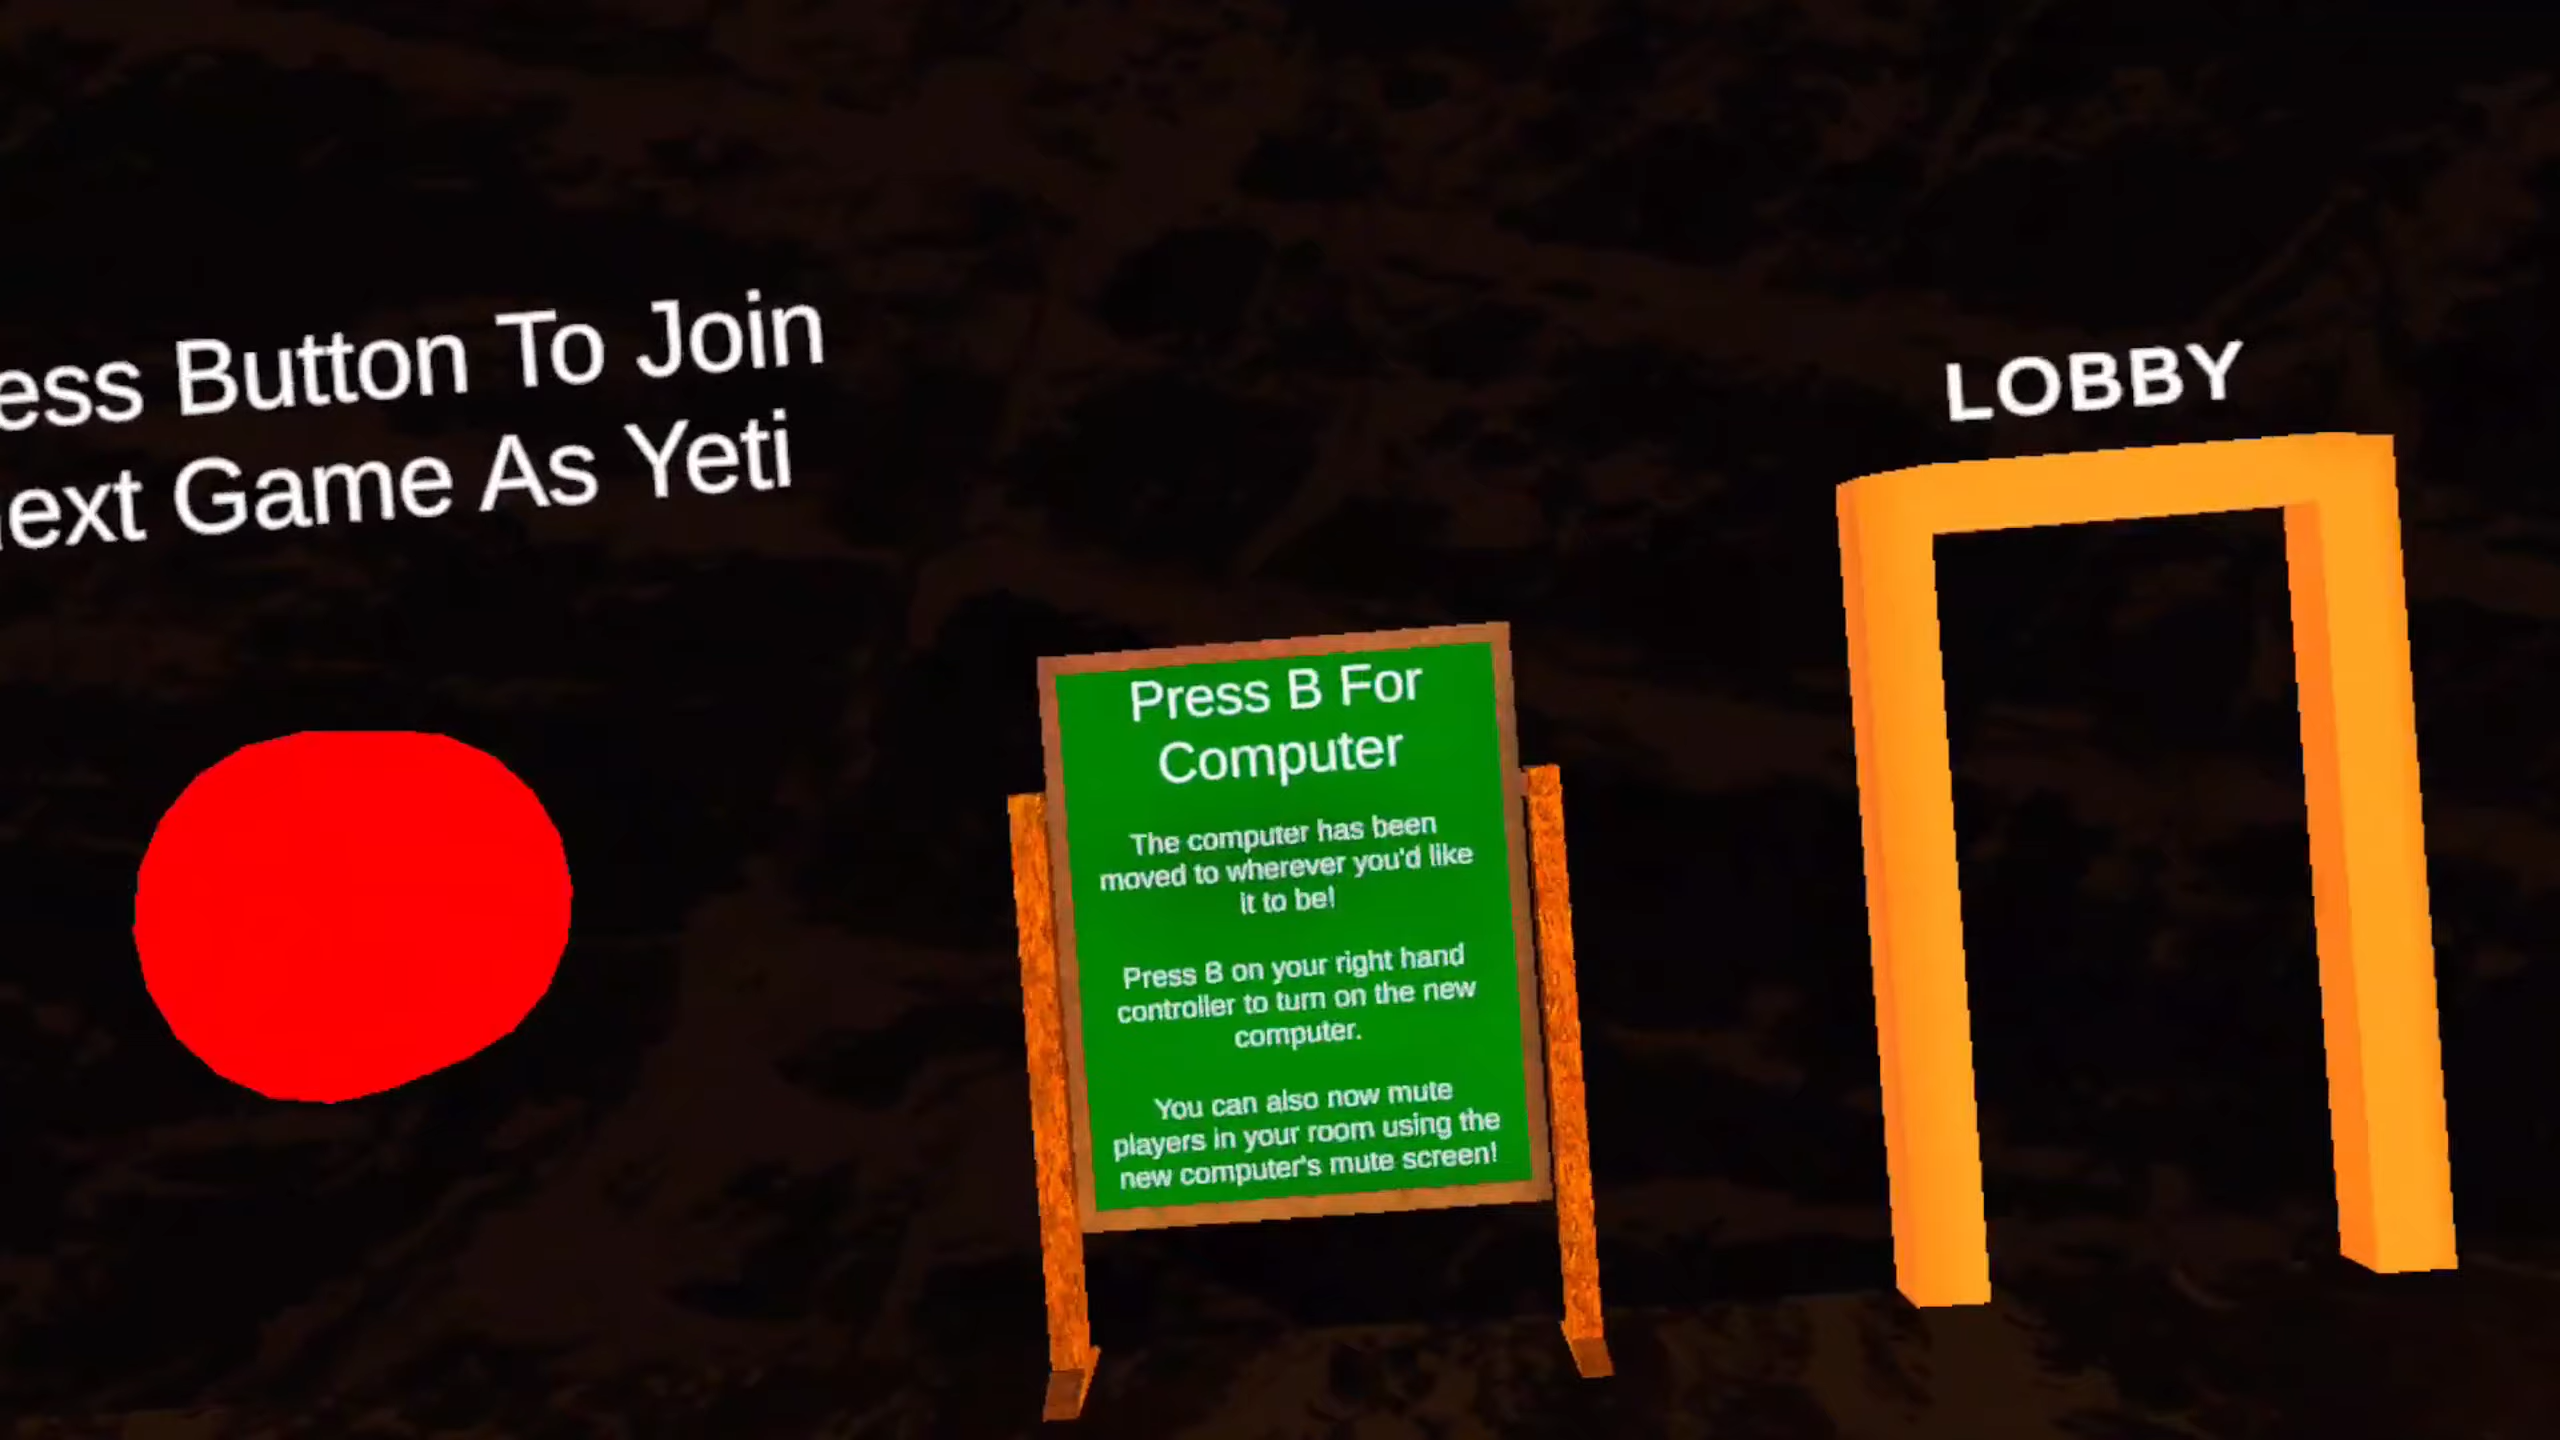 ess Button To Join
ext Game As Yeti
LOBBY
Press B For
Computer
The computer has been
moved to wherever you'd like
it to be!
Press B on your right hand
controller to turn on the new
computer.
You can also now mute
players in your room using the
new computer's mute screen!